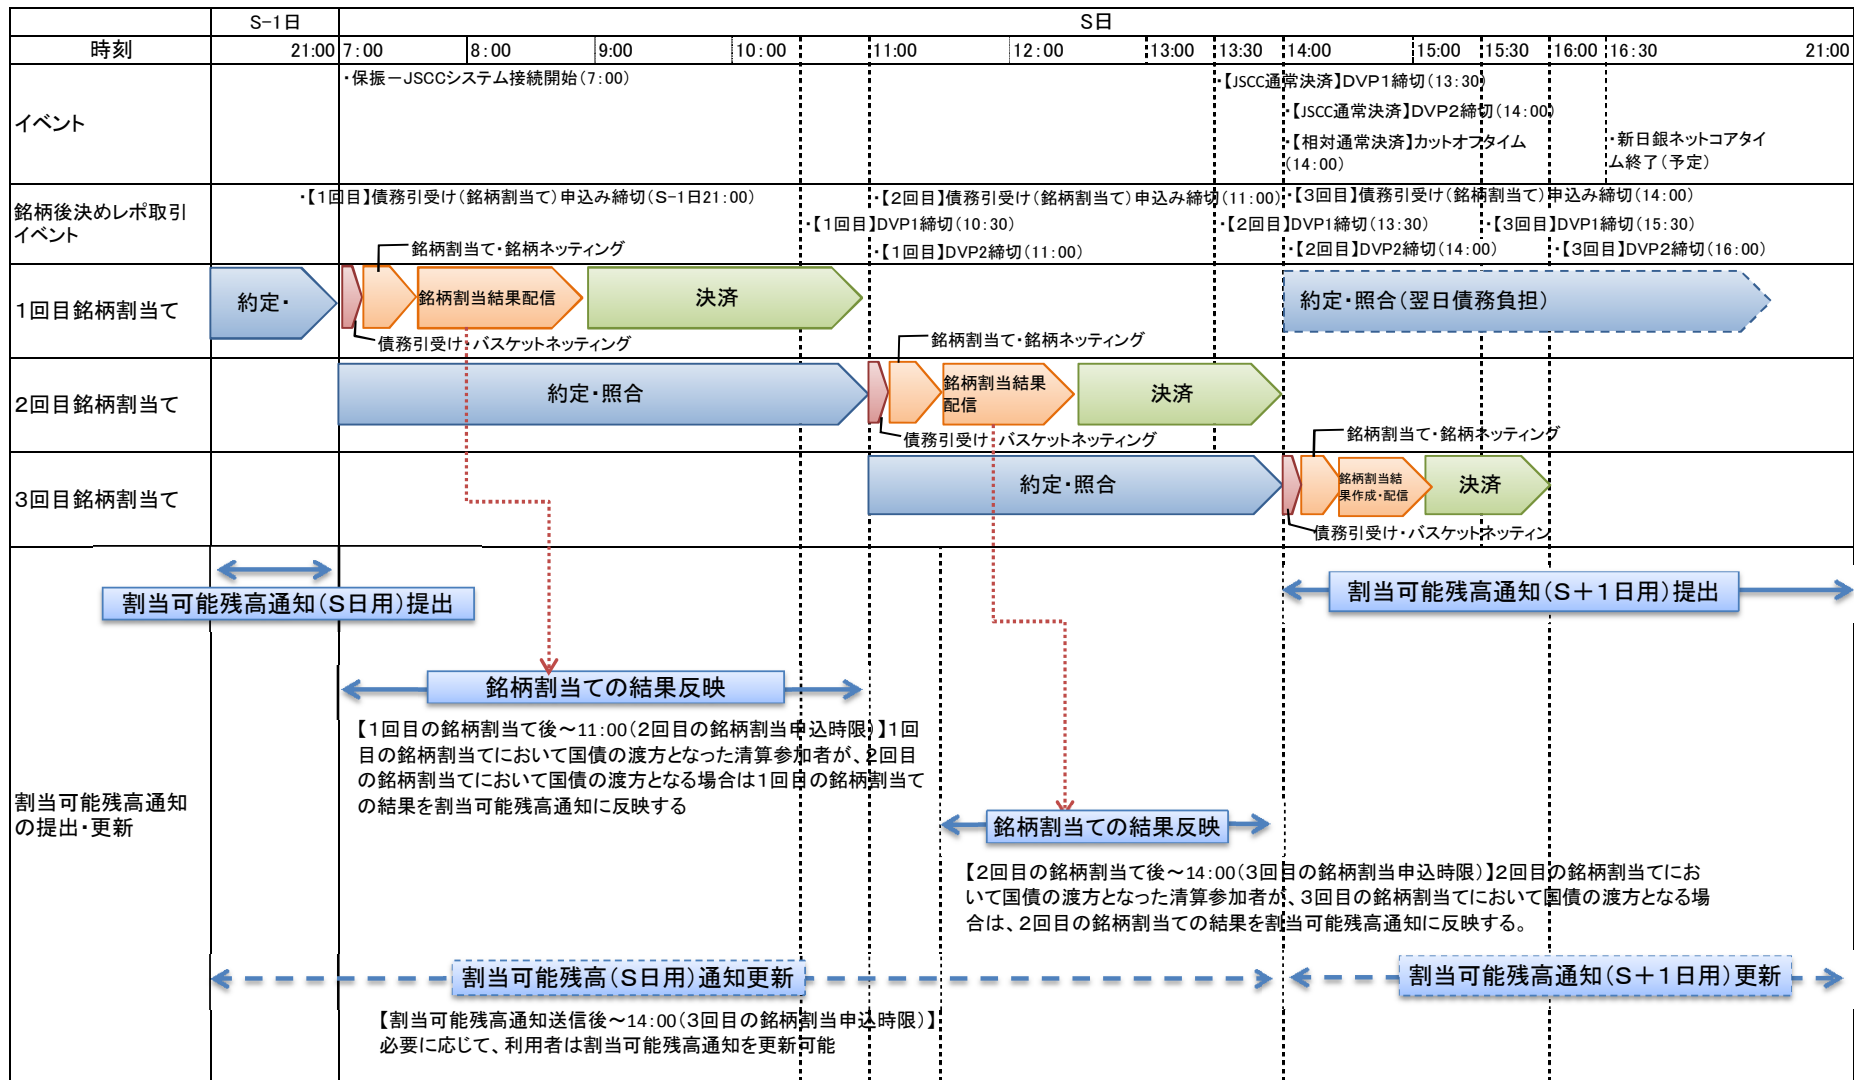 S-1日
S日
時刻
21:00
7:00
8:00
9:00
10:00
11:00
12:00
13:00
13:30
14:00
15:00
15:30
16:00
16:30
21:00
イベント
・保振－JSCCシステム接続開始(7:00)
・【JSCC通常決済】DVP1締切(13:30)
・【JSCC通常決済】DVP2締切(14:00)
・【相対通常決済】カットオフタイム
(14:00)
・新日銀ネットコアタイ
ム終了(予定)
銘柄後決めレポ取引
イベント
・【1回目】債務引受け(銘柄割当て)申込み締切(S-1日21:00)
・【2回目】債務引受け(銘柄割当て)申込み締切(11:00)
・【3回目】債務引受け(銘柄割当て)申込み締切(14:00)
・【1回目】DVP1締切(10:30)
・【2回目】DVP1締切(13:30)
・【3回目】DVP1締切(15:30)
・【1回目】DVP2締切(11:00)
・【2回目】DVP2締切(14:00)
・【3回目】DVP2締切(16:00)
1回目銘柄割当て
約定・
銘柄割当て・銘柄ネッティング
銘柄割当結果配信
決済
債務引受け・バスケットネッティング
約定・照合(翌日債務負担)
2回目銘柄割当て
約定・照合
銘柄割当て・銘柄ネッティング
銘柄割当結果
配信
決済
債務引受け・バスケットネッティング
3回目銘柄割当て
約定・照合
銘柄割当て・銘柄ネッティング
銘柄割当結
果作成・配信
決済
債務引受け・バスケットネッティン
割当可能残高通知
の提出・更新
割当可能残高通知(S日用)提出
割当可能残高通知(S＋1日用)提出
銘柄割当ての結果反映
【1回目の銘柄割当て後～11:00(2回目の銘柄割当申込時限)】1回
目の銘柄割当てにおいて国債の渡方となった清算参加者が、2回目
の銘柄割当てにおいて国債の渡方となる場合は1回目の銘柄割当て
の結果を割当可能残高通知に反映する
銘柄割当ての結果反映
【2回目の銘柄割当て後～14:00(3回目の銘柄割当申込時限)】2回目の銘柄割当てにお
いて国債の渡方となった清算参加者が、3回目の銘柄割当てにおいて国債の渡方となる場
合は、2回目の銘柄割当ての結果を割当可能残高通知に反映する。
割当可能残高(S日用)通知更新
割当可能残高通知(S＋1日用)更新
【割当可能残高通知送信後～14:00(3回目の銘柄割当申込時限)】
必要に応じて、利用者は割当可能残高通知を更新可能